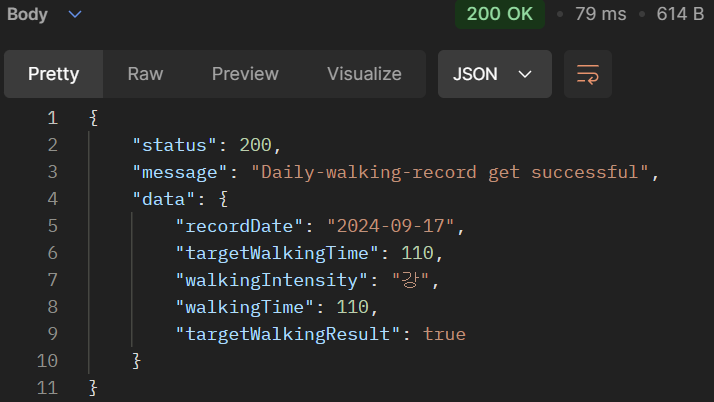 Body 200 OK 79 ms 614 B
Pretty Raw Preview Visualize JSON
1 {
2 "status": 200,
3 "message": "Daily-walking-record get successful",
4 "data": {
5 "recordDate": "2024-09-17",
6 "targetWalkingTime": 110,
7 "walkingIntensity": "강",
8 "walkingTime": 110,
9 "targetWalkingResult": true
10 }
11 }